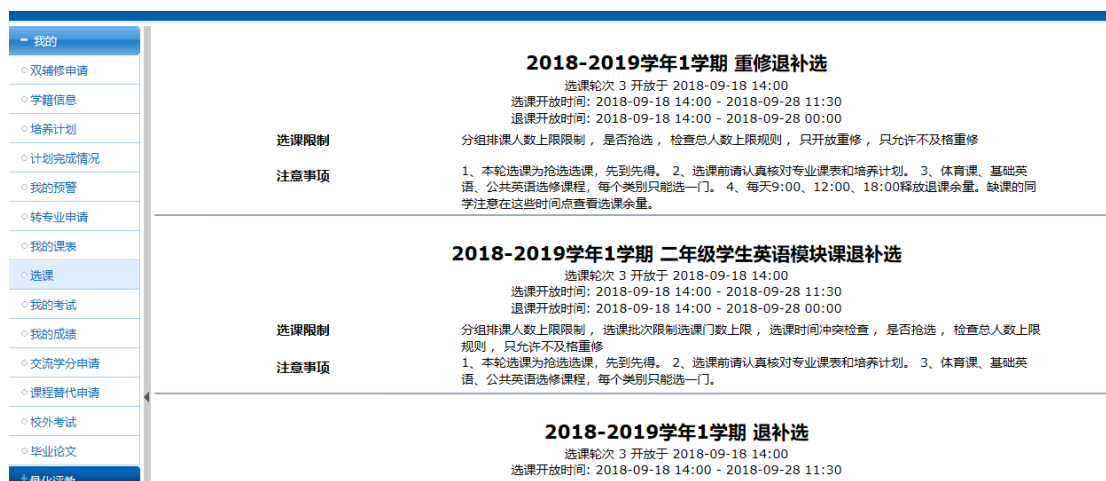 我的
双辅修申请
学籍信息
培养计划
计划完成情况
我的预警
转专业申请
我的课表
选课
我的考试
我的成绩
交流学分申请
课程替代申请
校外考试
毕业论文
量化评教
2018-2019学年1学期 重修退补选
选课轮次 3 开放于 2018-09-18 14:00
选课开放时间: 2018-09-18 14:00 - 2018-09-28 11:30
退课开放时间: 2018-09-18 14:00 - 2018-09-28 00:00
选课限制 分组排课人数上限限制 ，是否抢选 ，检查总人数上限规则 ，只开放重修 ，只允许不及格重修
注意事项 1、本轮选课为抢选选课，先到先得。 2、选课前请认真核对专业课表和培养计划。 3、体育课、基础英
语、公共英语选修课程，每个类别只能选一门。 4、每天9:00、12:00、18:00释放退课余量。缺课的同
学注意在这些时间点查看选课余量。
2018-2019学年1学期 二年级学生英语模块课退补选
选课轮次 3 开放于 2018-09-18 14:00
选课开放时间: 2018-09-18 14:00 - 2018-09-28 11:30
退课开放时间: 2018-09-18 14:00 - 2018-09-28 00:00
选课限制 分组排课人数上限限制 ，选课批次限制选课门数上限 ，选课时间冲突检查 ，是否抢选 ，检查总人数上限
规则 ，只允许不及格重修
注意事项 1、本轮选课为抢选选课，先到先得。 2、选课前请认真核对专业课表和培养计划。 3、体育课、基础英
语、公共英语选修课程，每个类别只能选一门。
2018-2019学年1学期 退补选
选课轮次 3 开放于 2018-09-18 14:00
选课开放时间: 2018-09-18 14:00 - 2018-09-28 11:30